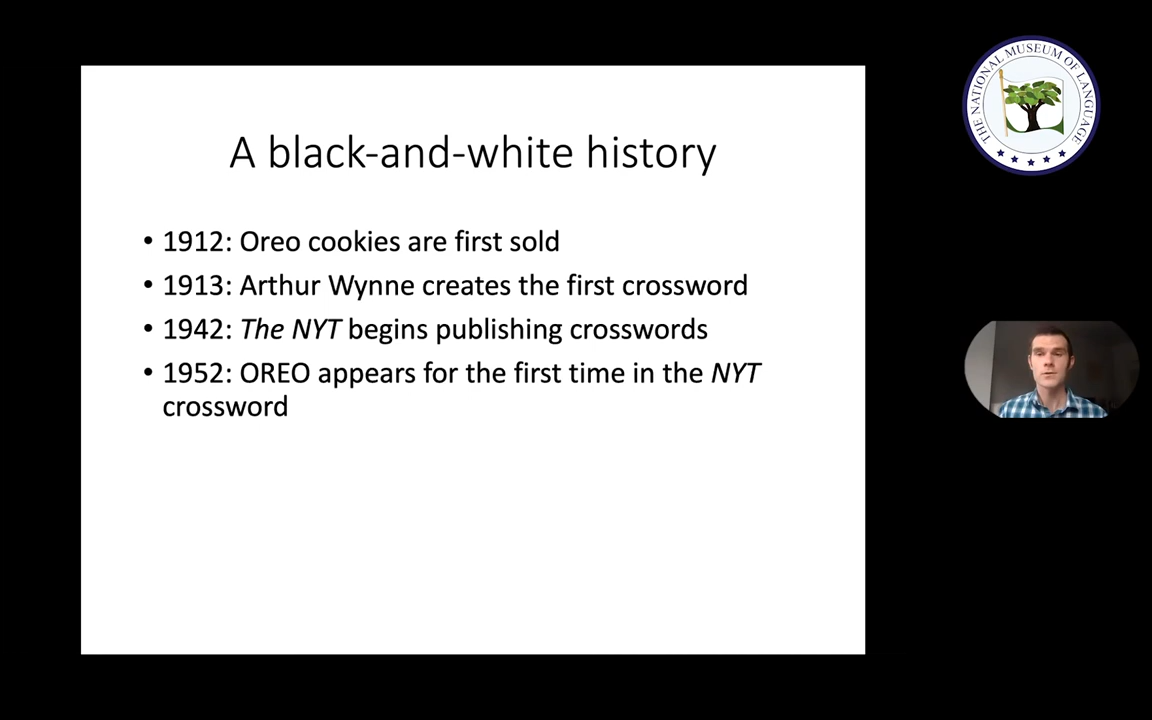 A black-and-white history
• 1912: Oreo cookies are first sold
• 1913: Arthur Wynne creates the first crossword
• 1942: The NYT begins publishing crosswords
• 1952: OREO appears for the first time in the NYT
crossword
THE NATIONAL MUSEUM OF LANGUAGE